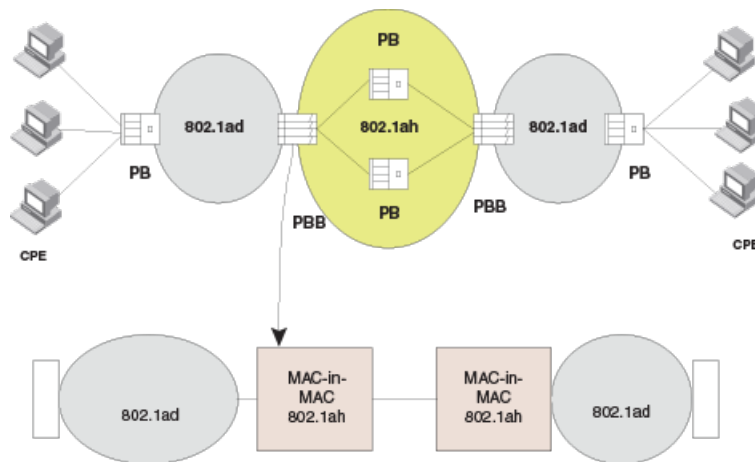 PB
802.1ad
802.1ah
802.1ad
PB
PB
PB
PBB
PBB
CPE
CPE
MAC-in-
MAC
802.1ah
MAC-in-
MAC
802.1ah
802.1ad
802.1ad